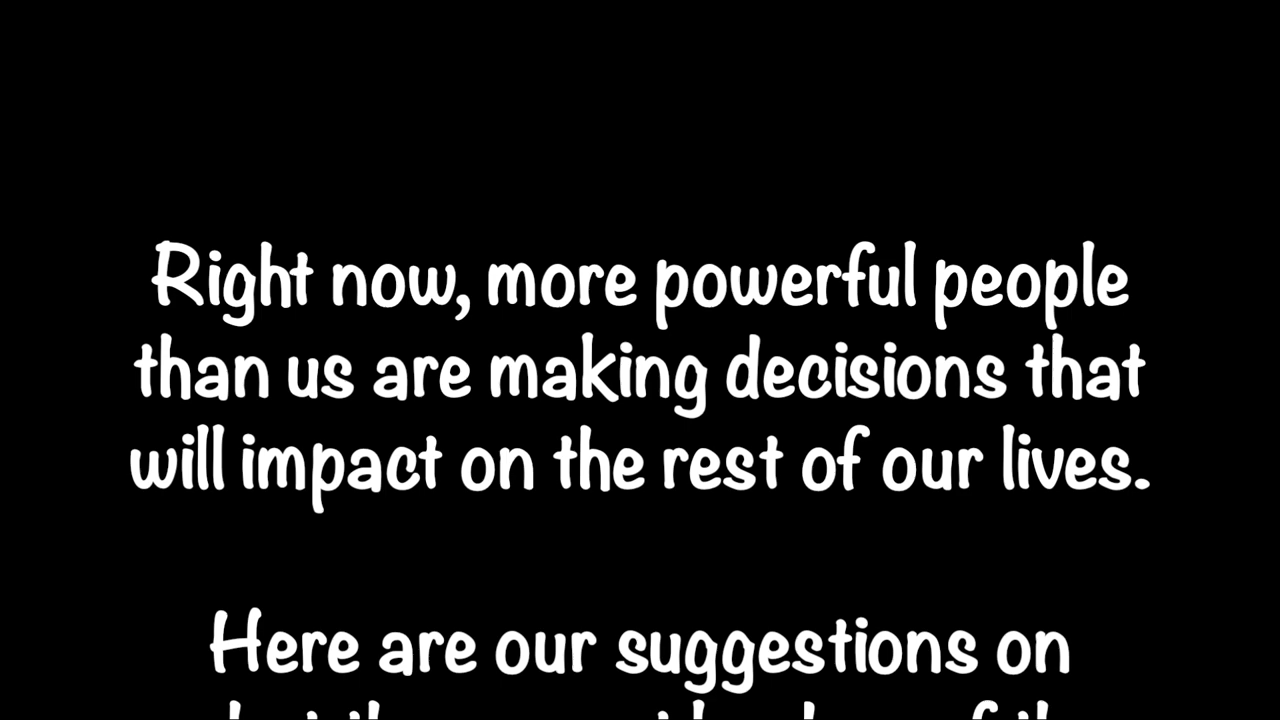 Right now, more powerful people
than us are making decisions that
will impact on the rest of our lives.
Here are our suggestions on